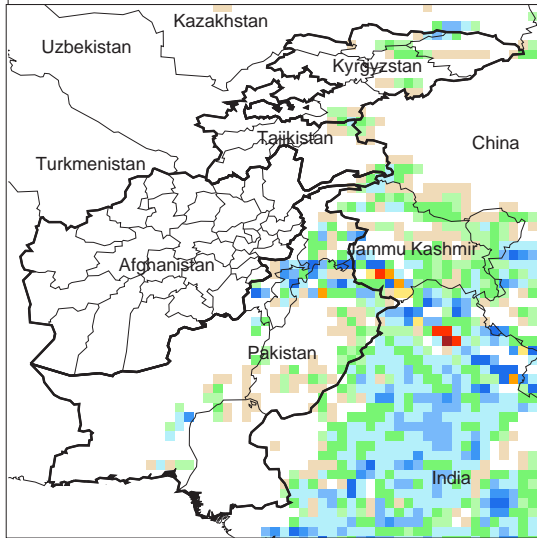 Kazakhstan
Uzbekistan
Kyrgyzstan
Tajikistan
China
Turkmenistan
Jammu Kashmir
Afghanistan
Pakistan
India